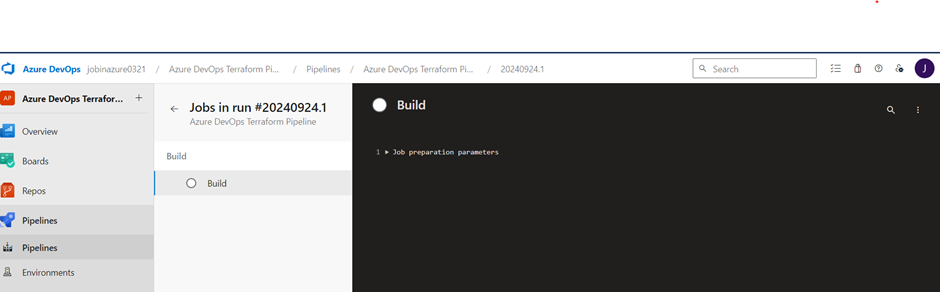 Azure DevOps jobinazure0321 / Azure DevOps Terraform Pi... / Pipelines / Azure DevOps Terraform Pi... / 20240924.1 Search J
AP Azure DevOps Terrafor... +
Overview
Boards
Repos
Pipelines
Pipelines
Environments
← Jobs in run #20240924.1
Azure DevOps Terraform Pipeline
Build
Build
Build
1 Job preparation parameters